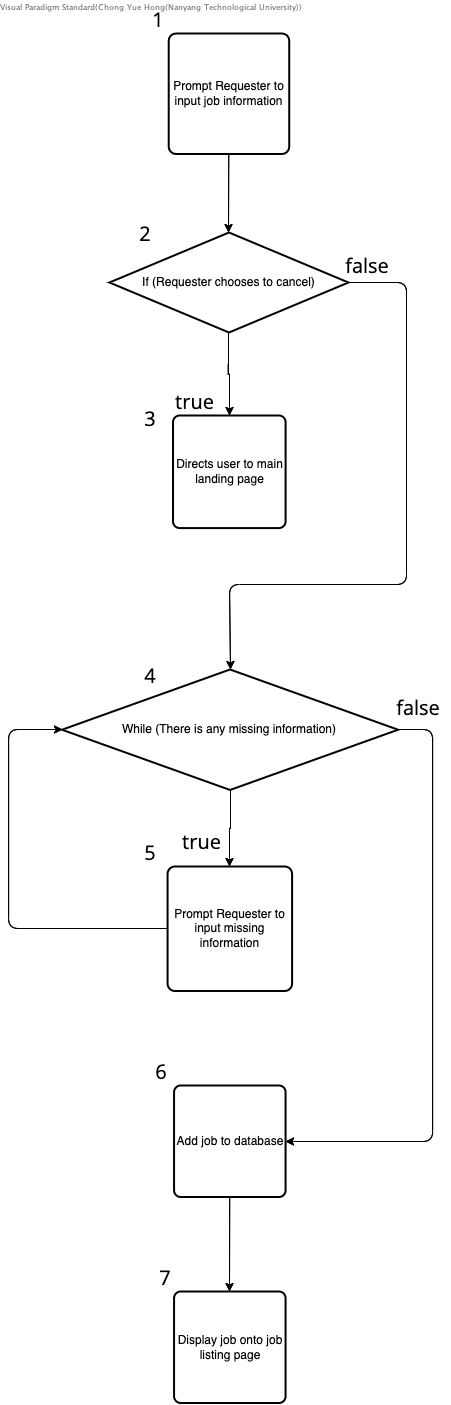 Visual Paradigm Standard(Chong Yue Hong(Nanyang Technological University))
1
Prompt Requester to
input job information
2
If (Requester chooses to cancel)
false
true
3
Directs user to main
landing page
4
While (There is any missing information)
false
true
5
Prompt Requester to
input missing
information
6
Add job to database
7
Display job onto job
listing page